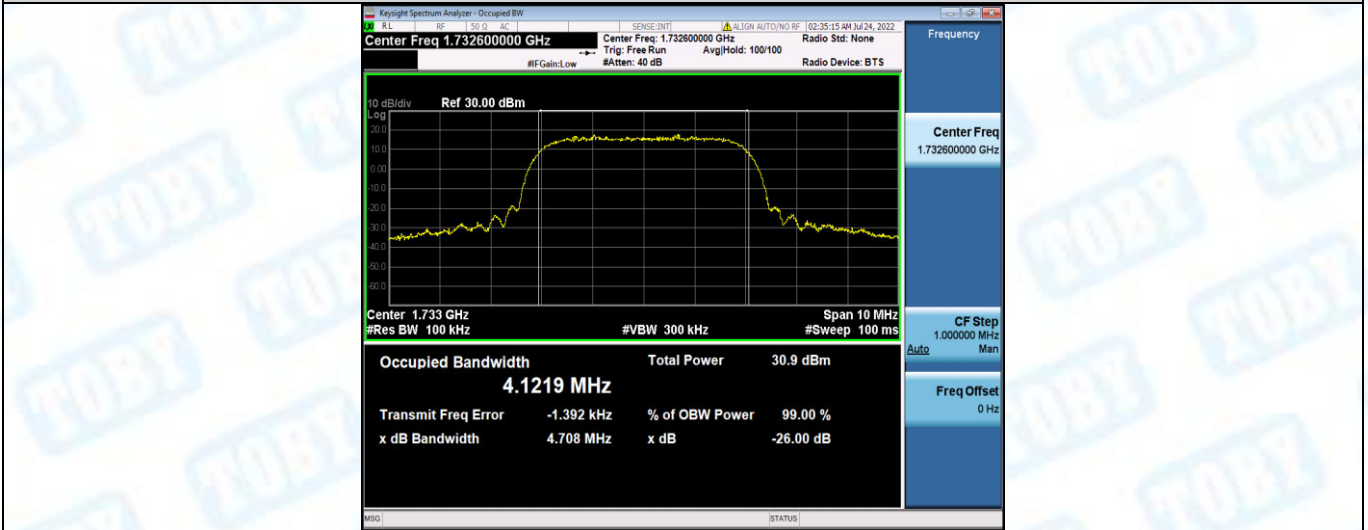 Keysight Spectrum Analyzer - Occupied BW
RL RF 50 Ω AC SENSE:INT ALIGN AUTO/NO RF 02:35:15 AM Jul 24, 2022
Center Freq 1.732600000 GHz
Center Freq: 1.732600000 GHz Radio Std: None
Trig: Free Run Avg|Hold: 100/100
#IFGain:Low #Atten: 40 dB Radio Device: BTS
10 dB/div Ref 30.00 dBm
Log
20.0
10.0
0.00
-10.0
-20.0
-30.0
-40.0
-50.0
-60.0
Center 1.733 GHz Span 10 MHz
#Res BW 100 kHz #VBW 300 kHz #Sweep 100 ms
Occupied Bandwidth Total Power 30.9 dBm
4.1219 MHz
Transmit Freq Error -1.392 kHz % of OBW Power 99.00 %
x dB Bandwidth 4.708 MHz x dB -26.00 dB
MSG STATUS
Frequency
Center Freq
1.732600000 GHz
CF Step
1.000000 MHz
Auto Man
Freq Offset
0 Hz
TOBY
TOBY
TOBY
TOBY
TOBY
TOBY
TOBY
TOBY